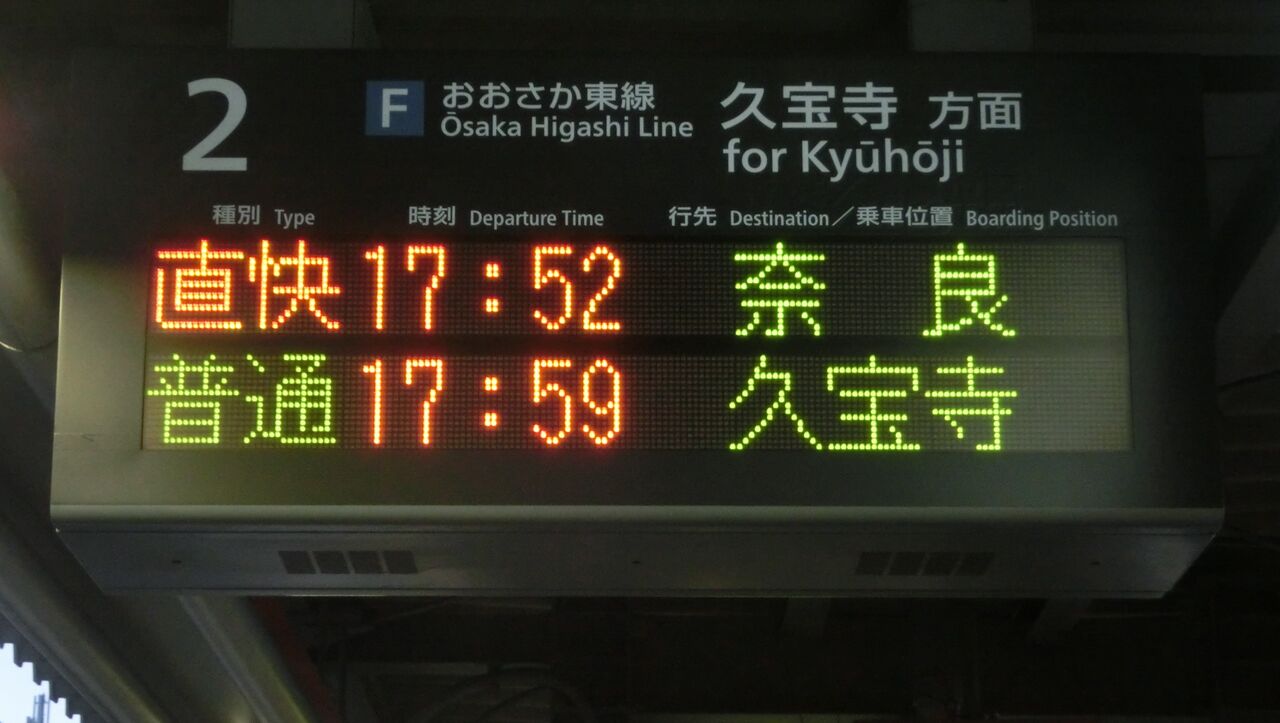 2 F おおさか東線 久宝寺 方面
Ōsaka Higashi Line for Kyūhōji
種別 Type 時刻 Departure Time 行先 Destination／乗車位置 Boarding Position
直快 17:52 奈良
普通 17:59 久宝寺